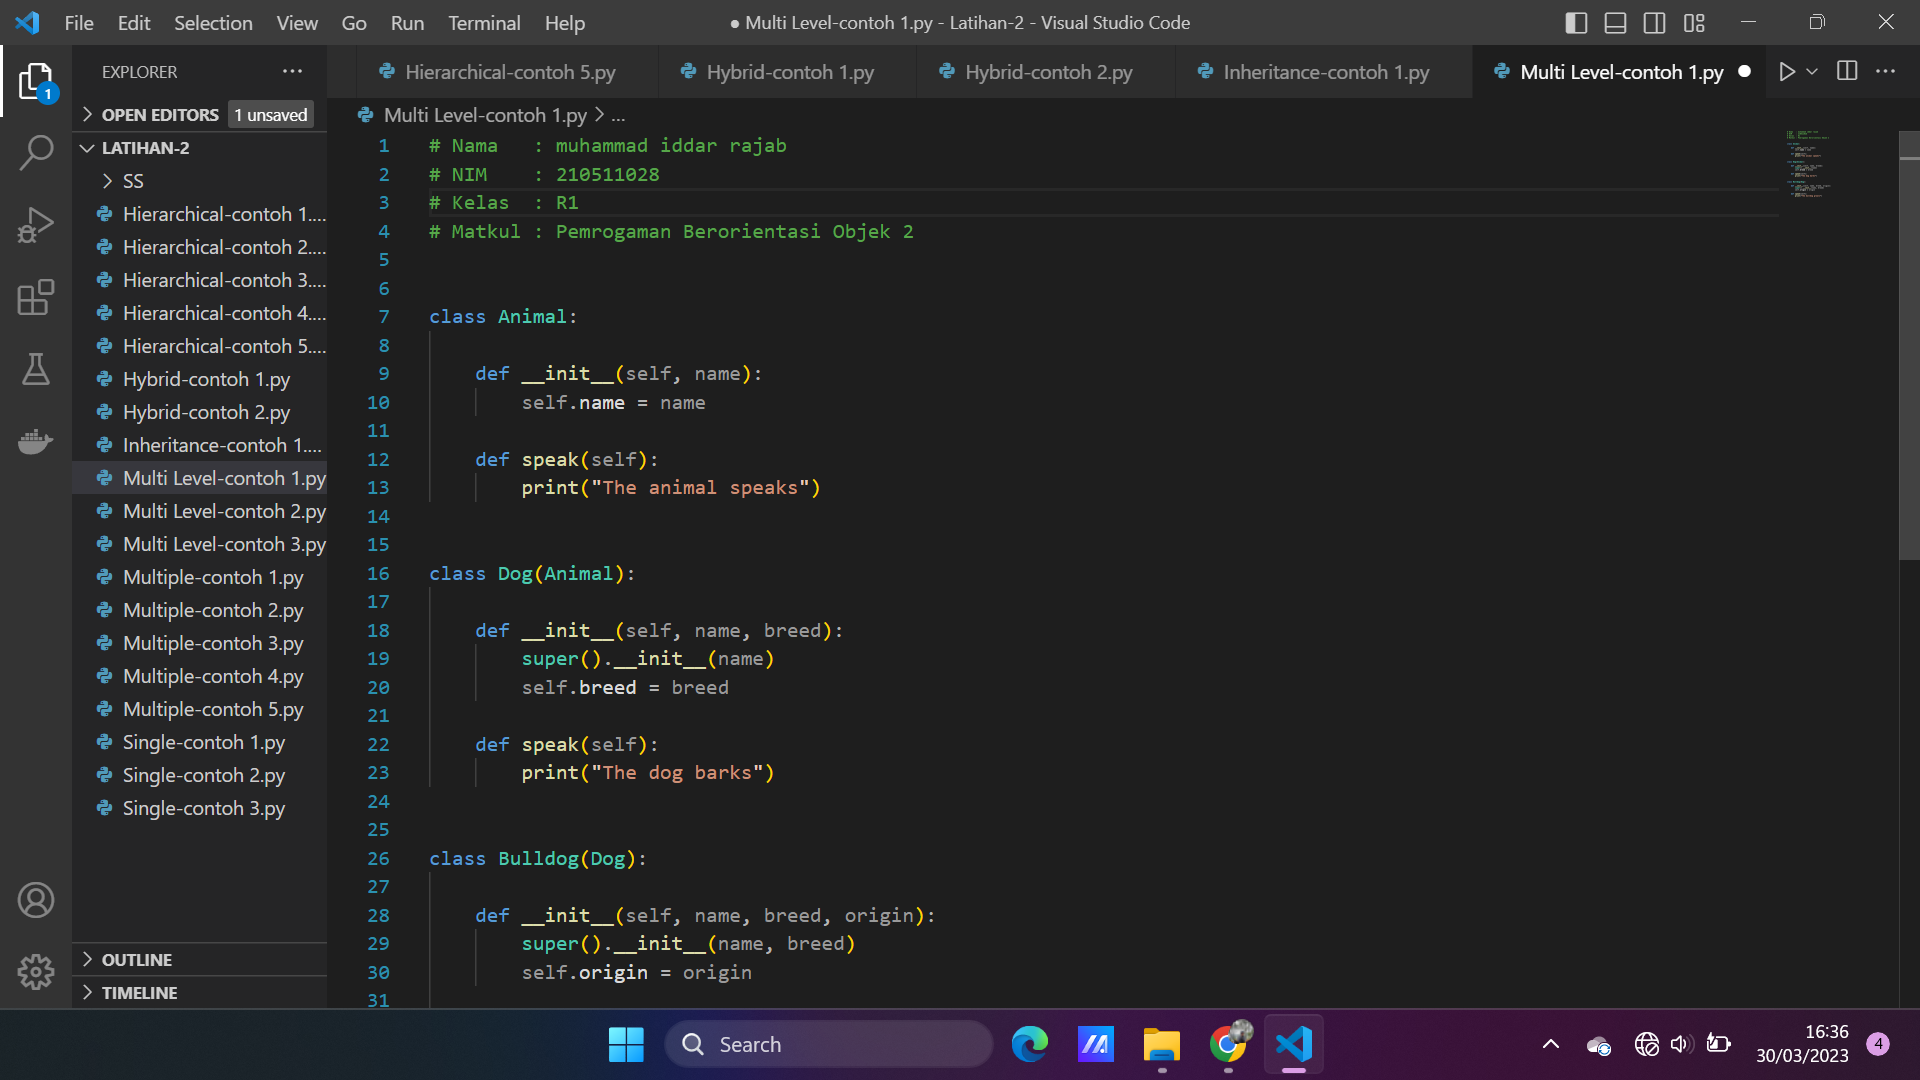 File Edit Selection View Go Run Terminal Help
● Multi Level-contoh 1.py - Latihan-2 - Visual Studio Code
EXPLORER
Hierarchical-contoh 5.py
Hybrid-contoh 1.py
Hybrid-contoh 2.py
Inheritance-contoh 1.py
Multi Level-contoh 1.py
1
OPEN EDITORS 1 unsaved
LATIHAN-2
SS
Hierarchical-contoh 1....
Hierarchical-contoh 2....
Hierarchical-contoh 3....
Hierarchical-contoh 4....
Hierarchical-contoh 5....
Hybrid-contoh 1.py
Hybrid-contoh 2.py
Inheritance-contoh 1....
Multi Level-contoh 1.py
Multi Level-contoh 2.py
Multi Level-contoh 3.py
Multiple-contoh 1.py
Multiple-contoh 2.py
Multiple-contoh 3.py
Multiple-contoh 4.py
Multiple-contoh 5.py
Single-contoh 1.py
Single-contoh 2.py
Single-contoh 3.py
OUTLINE
TIMELINE
Multi Level-contoh 1.py > ...
1 # Nama   : muhammad iddar rajab
2 # NIM    : 210511028
3 # Kelas  : R1
4 # Matkul : Pemrogaman Berorientasi Objek 2
5
6
7 class Animal:
8
9     def __init__(self, name):
10         self.name = name
11
12     def speak(self):
13         print("The animal speaks")
14
15
16 class Dog(Animal):
17
18     def __init__(self, name, breed):
19         super().__init__(name)
20         self.breed = breed
21
22     def speak(self):
23         print("The dog barks")
24
25
26 class Bulldog(Dog):
27
28     def __init__(self, name, breed, origin):
29         super().__init__(name, breed)
30         self.origin = origin
31
Search
16:36
30/03/2023
4